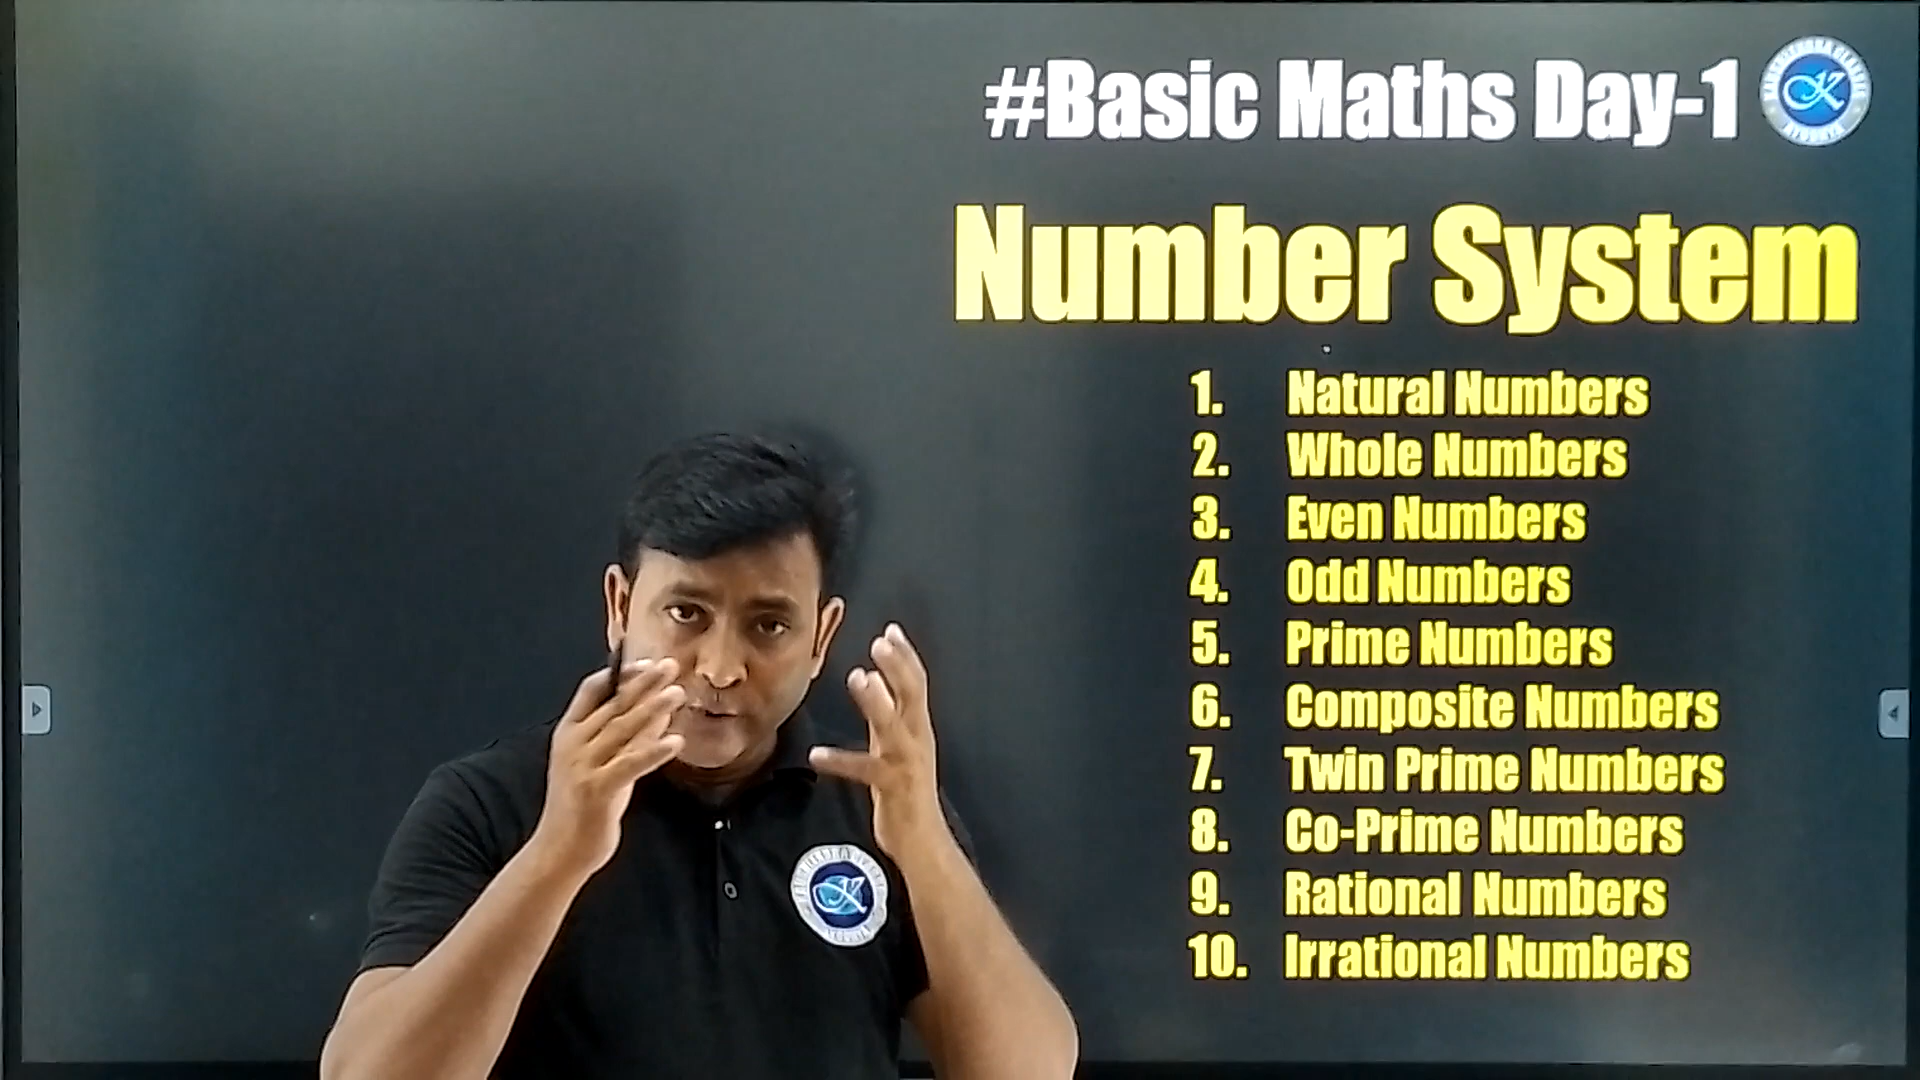 #Basic Maths Day-1
Number System
1. Natural Numbers
2. Whole Numbers
3. Even Numbers
4. Odd Numbers
5. Prime Numbers
6. Composite Numbers
7. Twin Prime Numbers
8. Co-Prime Numbers
9. Rational Numbers
10. Irrational Numbers